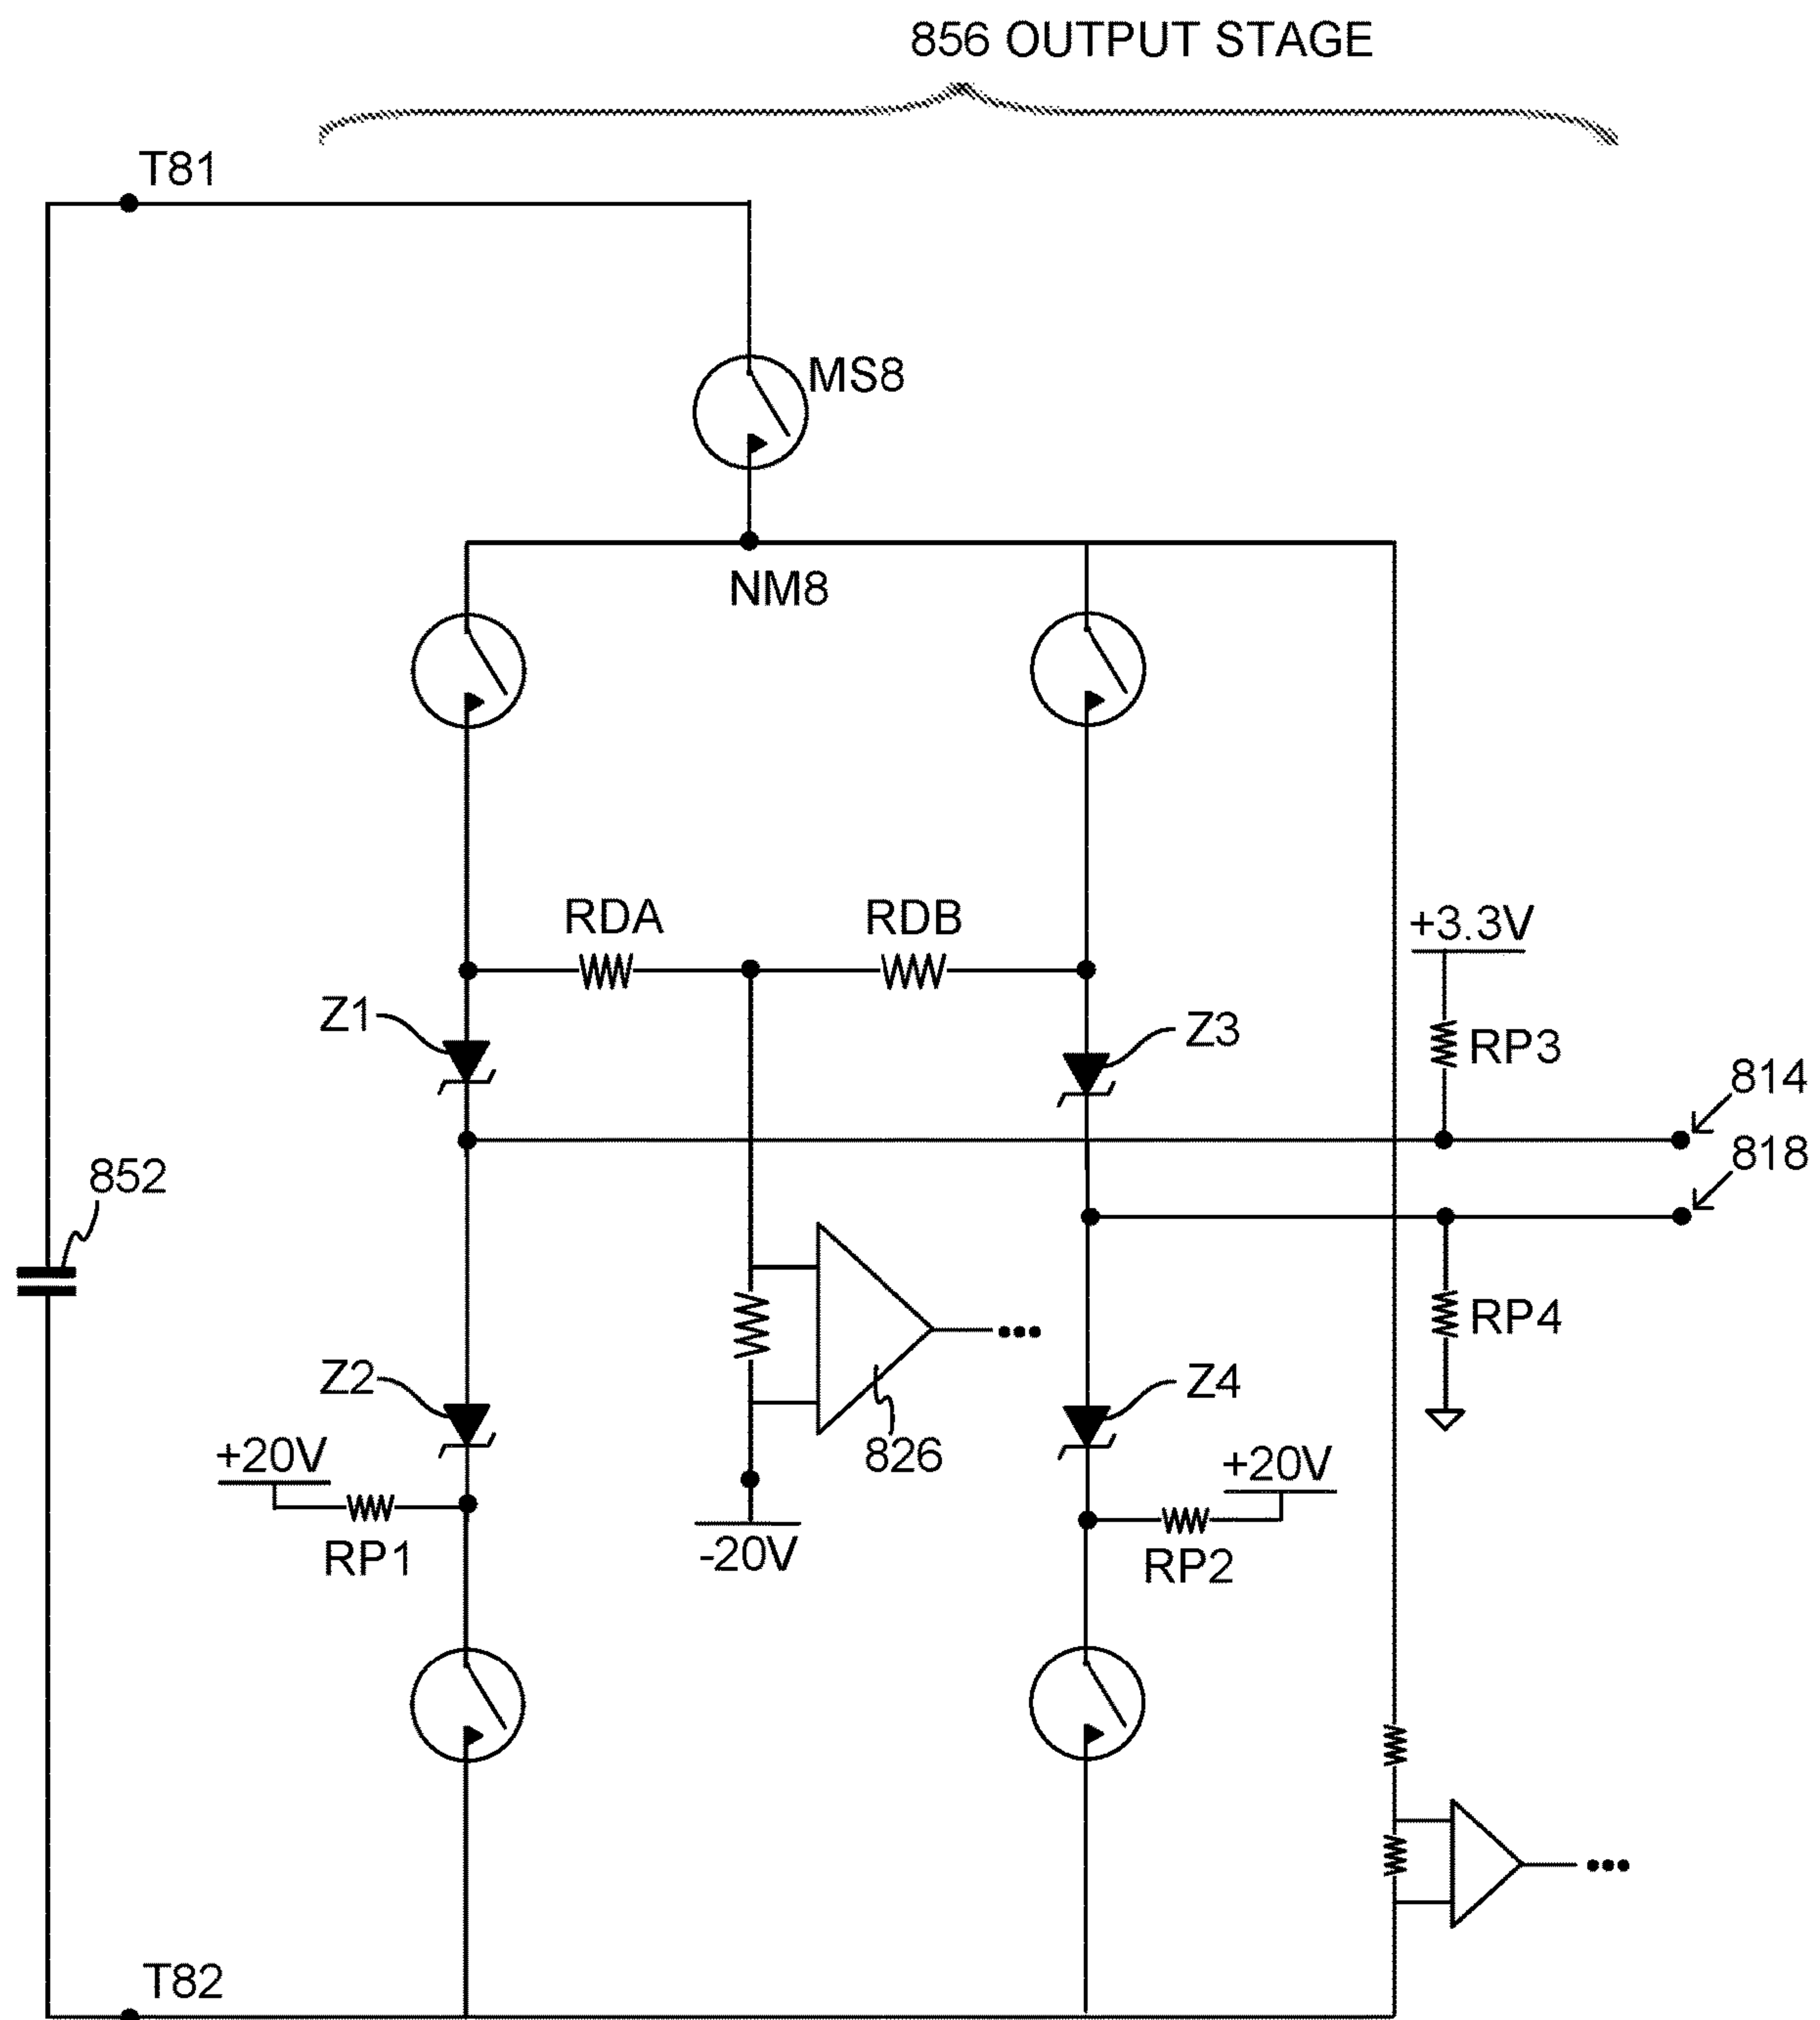 856 OUTPUT STAGE
T81
MS8
NM8
RDA
RDB
+3.3V
Z1
Z3
RP3
814
818
852
RP4
Z2
Z4
+20V
826
+20V
RP1
-20V
RP2
T82